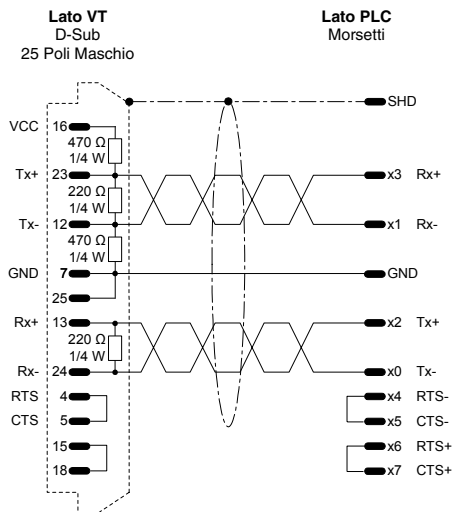 Lato VT
D-Sub
25 Poli Maschio
Lato PLC
Morsetti
SHD
VCC 16
470 Ω
1/4 W
Tx+ 23 x3 Rx+
220 Ω
1/4 W
Tx- 12 x1 Rx-
470 Ω
1/4 W
GND 7 GND
25
Rx+ 13 x2 Tx+
220 Ω
1/4 W
Rx- 24 x0 Tx-
RTS 4 x4 RTS-
CTS 5 x5 CTS-
15 x6 RTS+
18 x7 CTS+